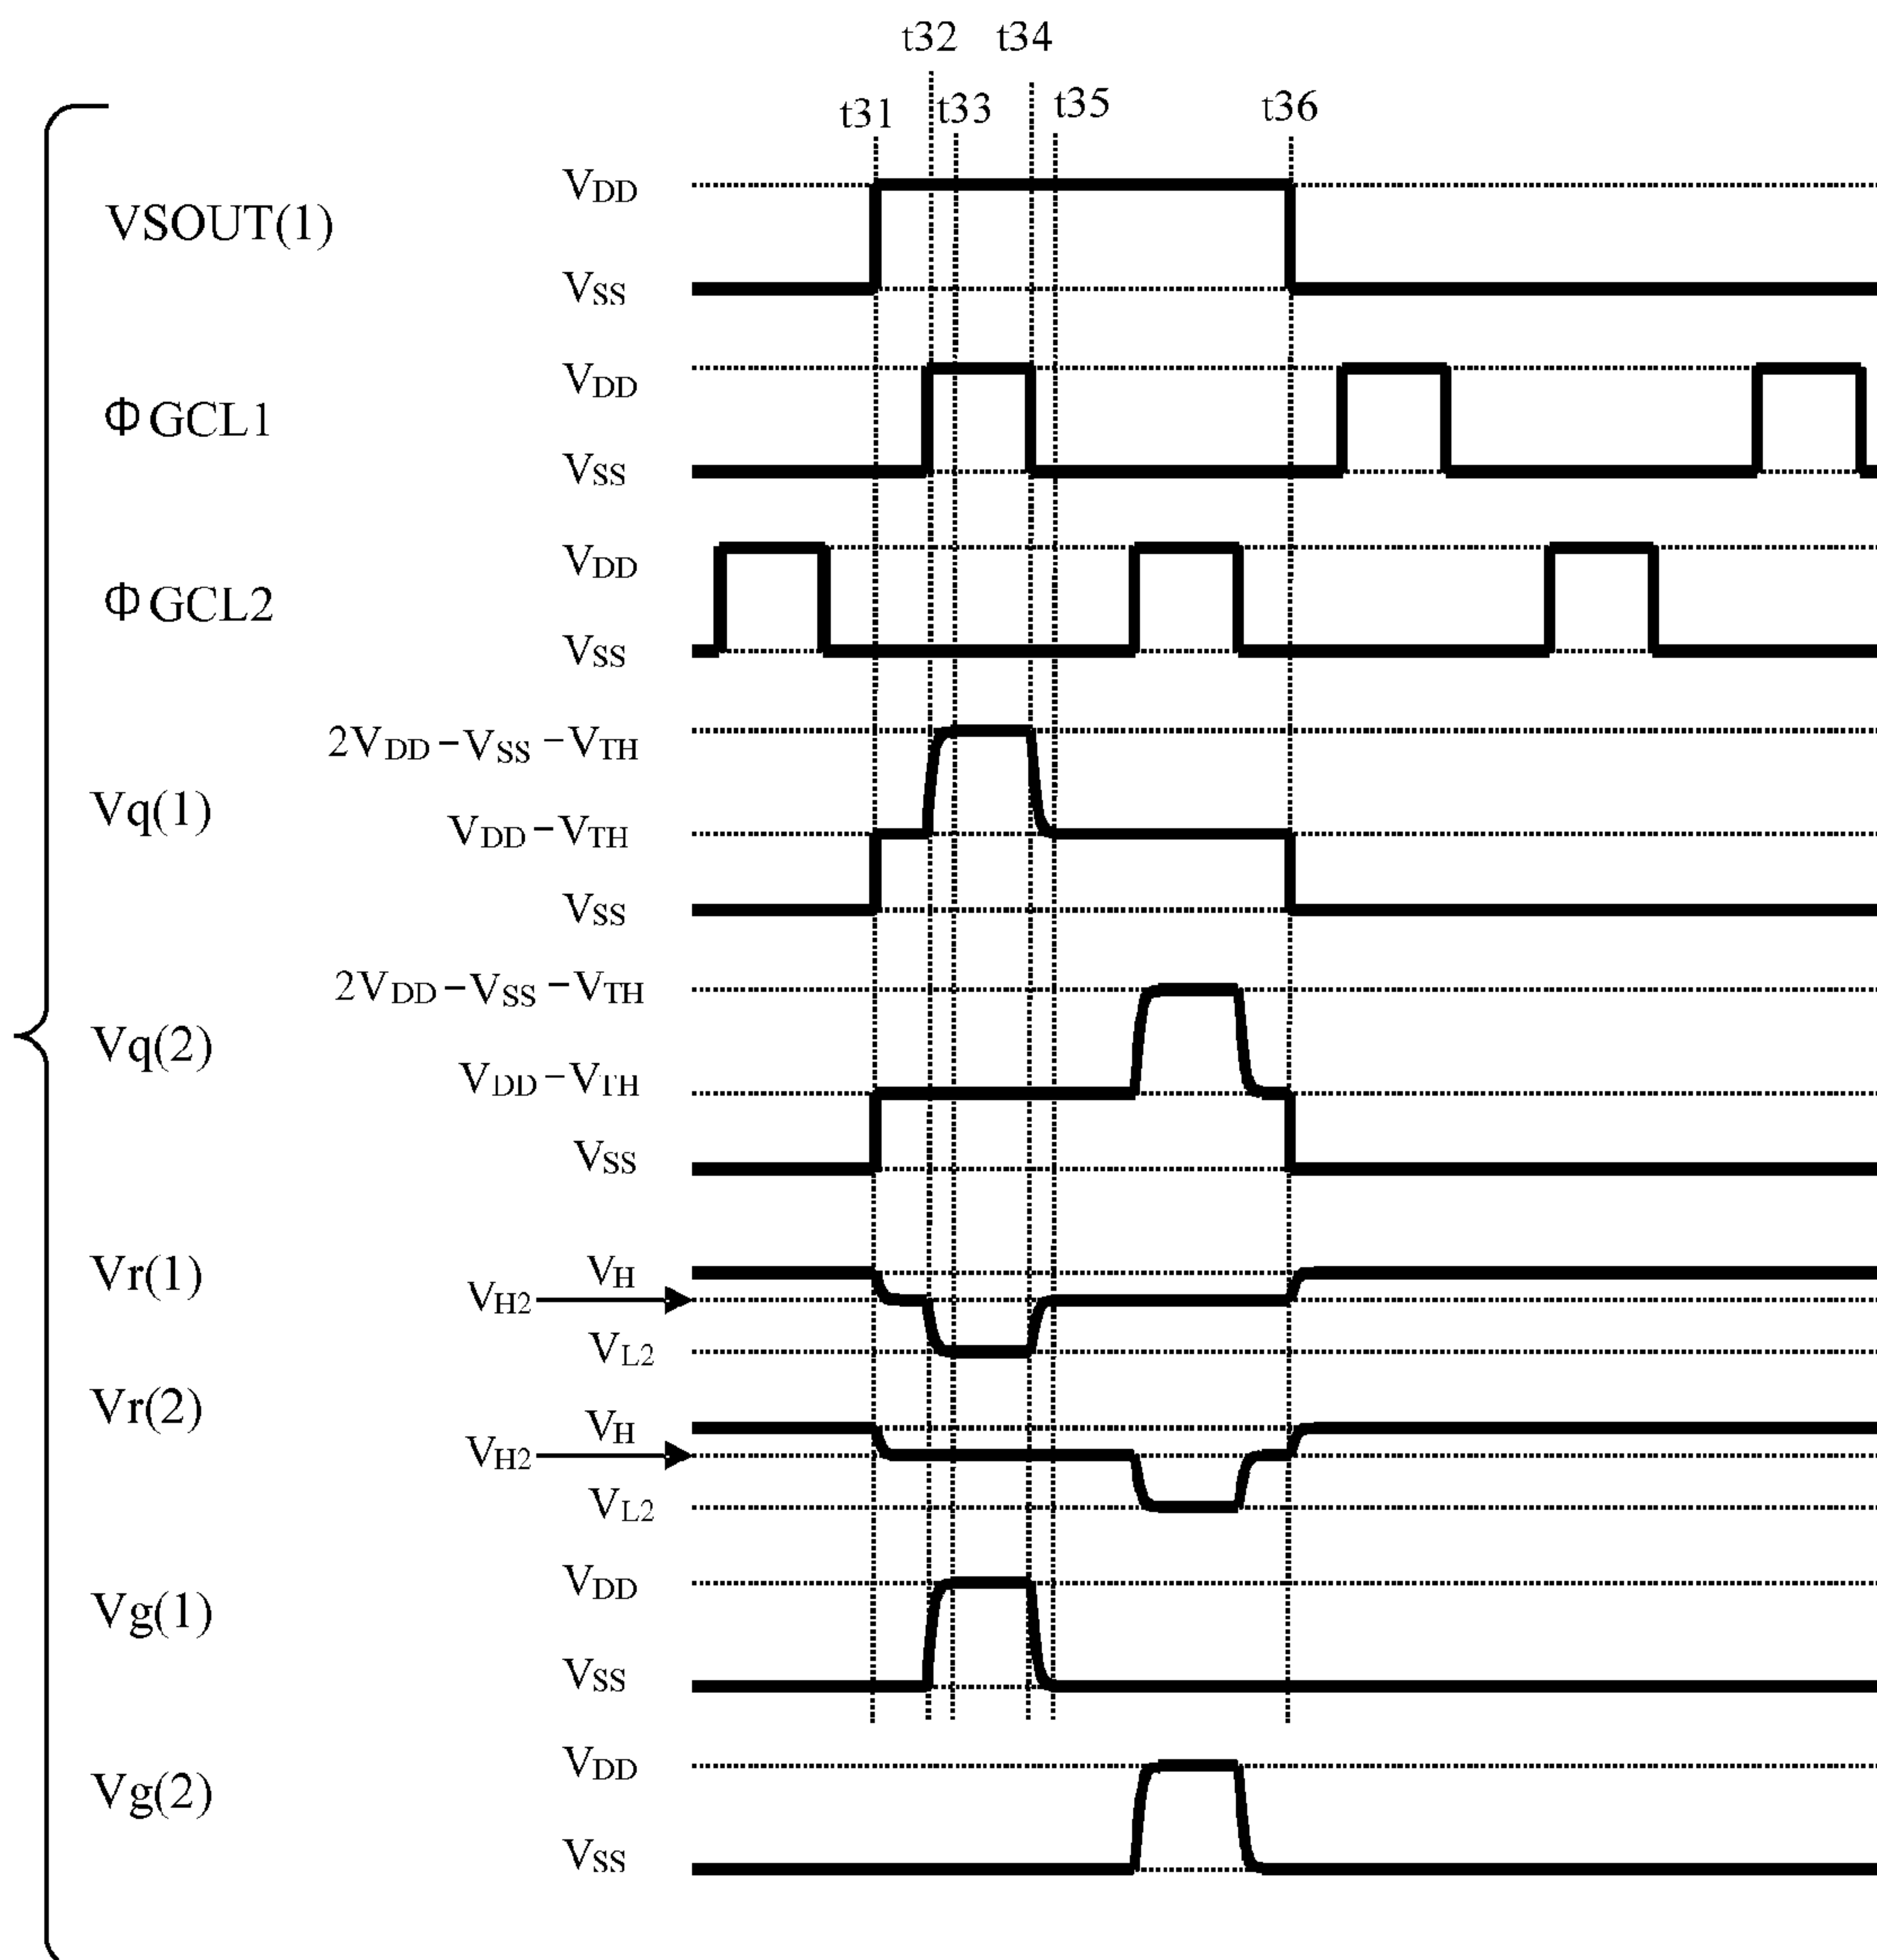 t32 t34
t31 t33 t35 t36
VSOUT(1)
VDD
VSS
ΦGCL1
VDD
VSS
ΦGCL2
VDD
VSS
Vq(1)
2VDD-VSS-VTH
VDD-VTH
VSS
Vq(2)
2VDD-VSS-VTH
VDD-VTH
VSS
Vr(1)
VH
VH2
VL2
Vr(2)
VH
VH2
VL2
Vg(1)
VDD
VSS
Vg(2)
VDD
VSS